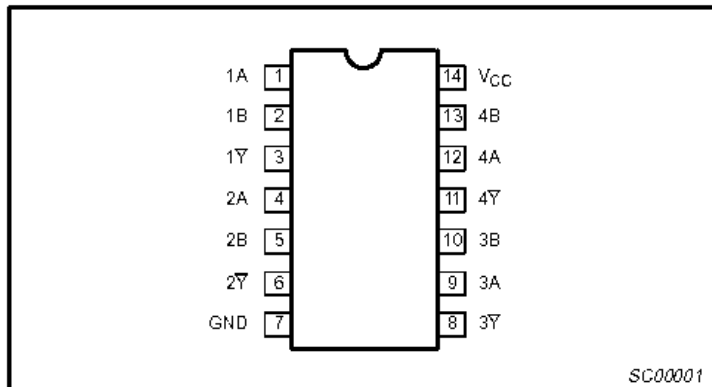 1A 1 14 VCC
1B 2 13 4B
1Y̅ 3 12 4A
2A 4 11 4Y̅
2B 5 10 3B
2Y̅ 6 9 3A
GND 7 8 3Y̅
SC00001